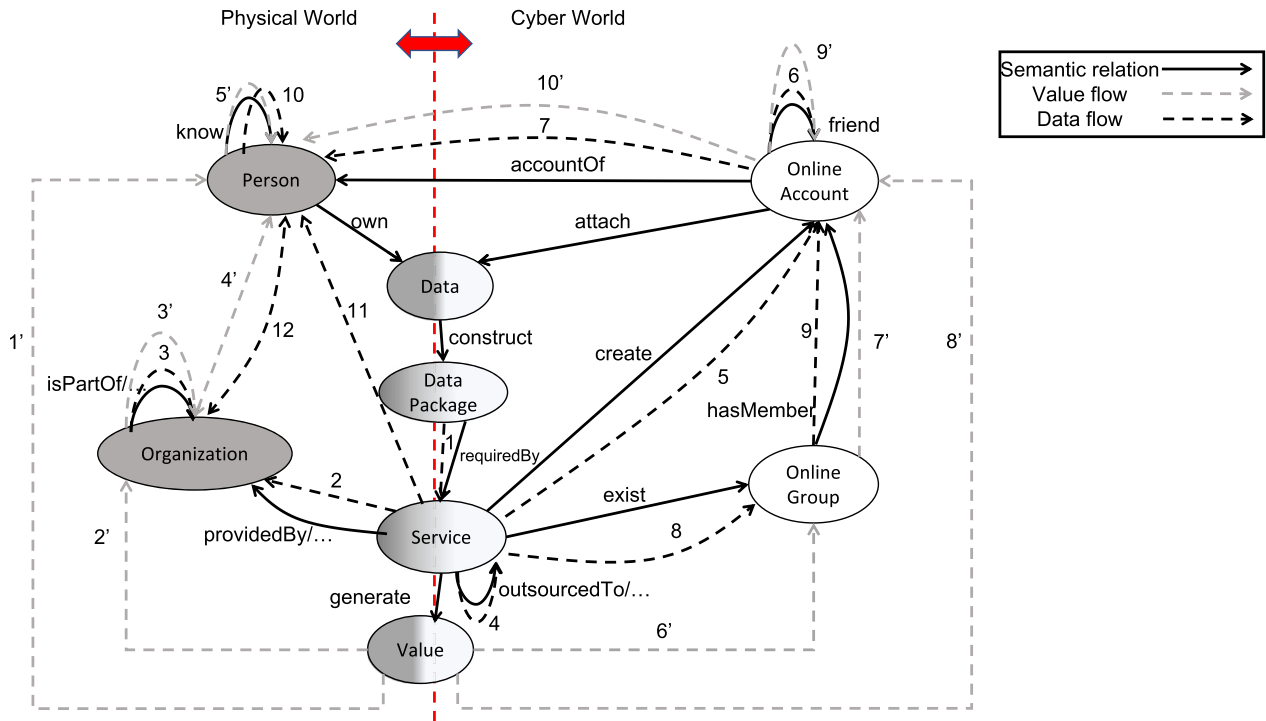 Physical World
Cyber World
Semantic relation
Value flow
Data flow
9’
6
5’
10
10’
7
know
friend
accountOf
Person
Online
Account
own
attach
4’
Data
3’
12
11
construct
1’
3
create
9
7’
8’
isPartOf/…
Data
Package
5
hasMember
1
requiredBy
Organization
Online
Group
2
exist
providedBy/…
Service
8
2’
generate
outsourcedTo/…
4
6’
Value